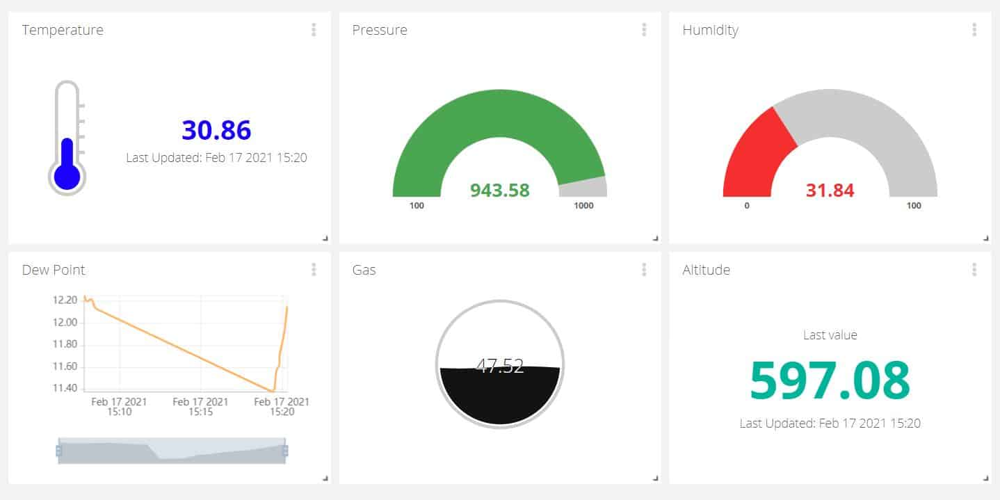 Temperature
30.86
Last Updated: Feb 17 2021 15:20
Pressure
943.58
100
1000
Humidity
31.84
0
100
Dew Point
12.20
12.00
11.80
11.60
11.40
Feb 17 2021
15:10
Feb 17 2021
15:15
Feb 17 2021
15:20
Gas
47.52
Altitude
Last value
597.08
Last Updated: Feb 17 2021 15:20